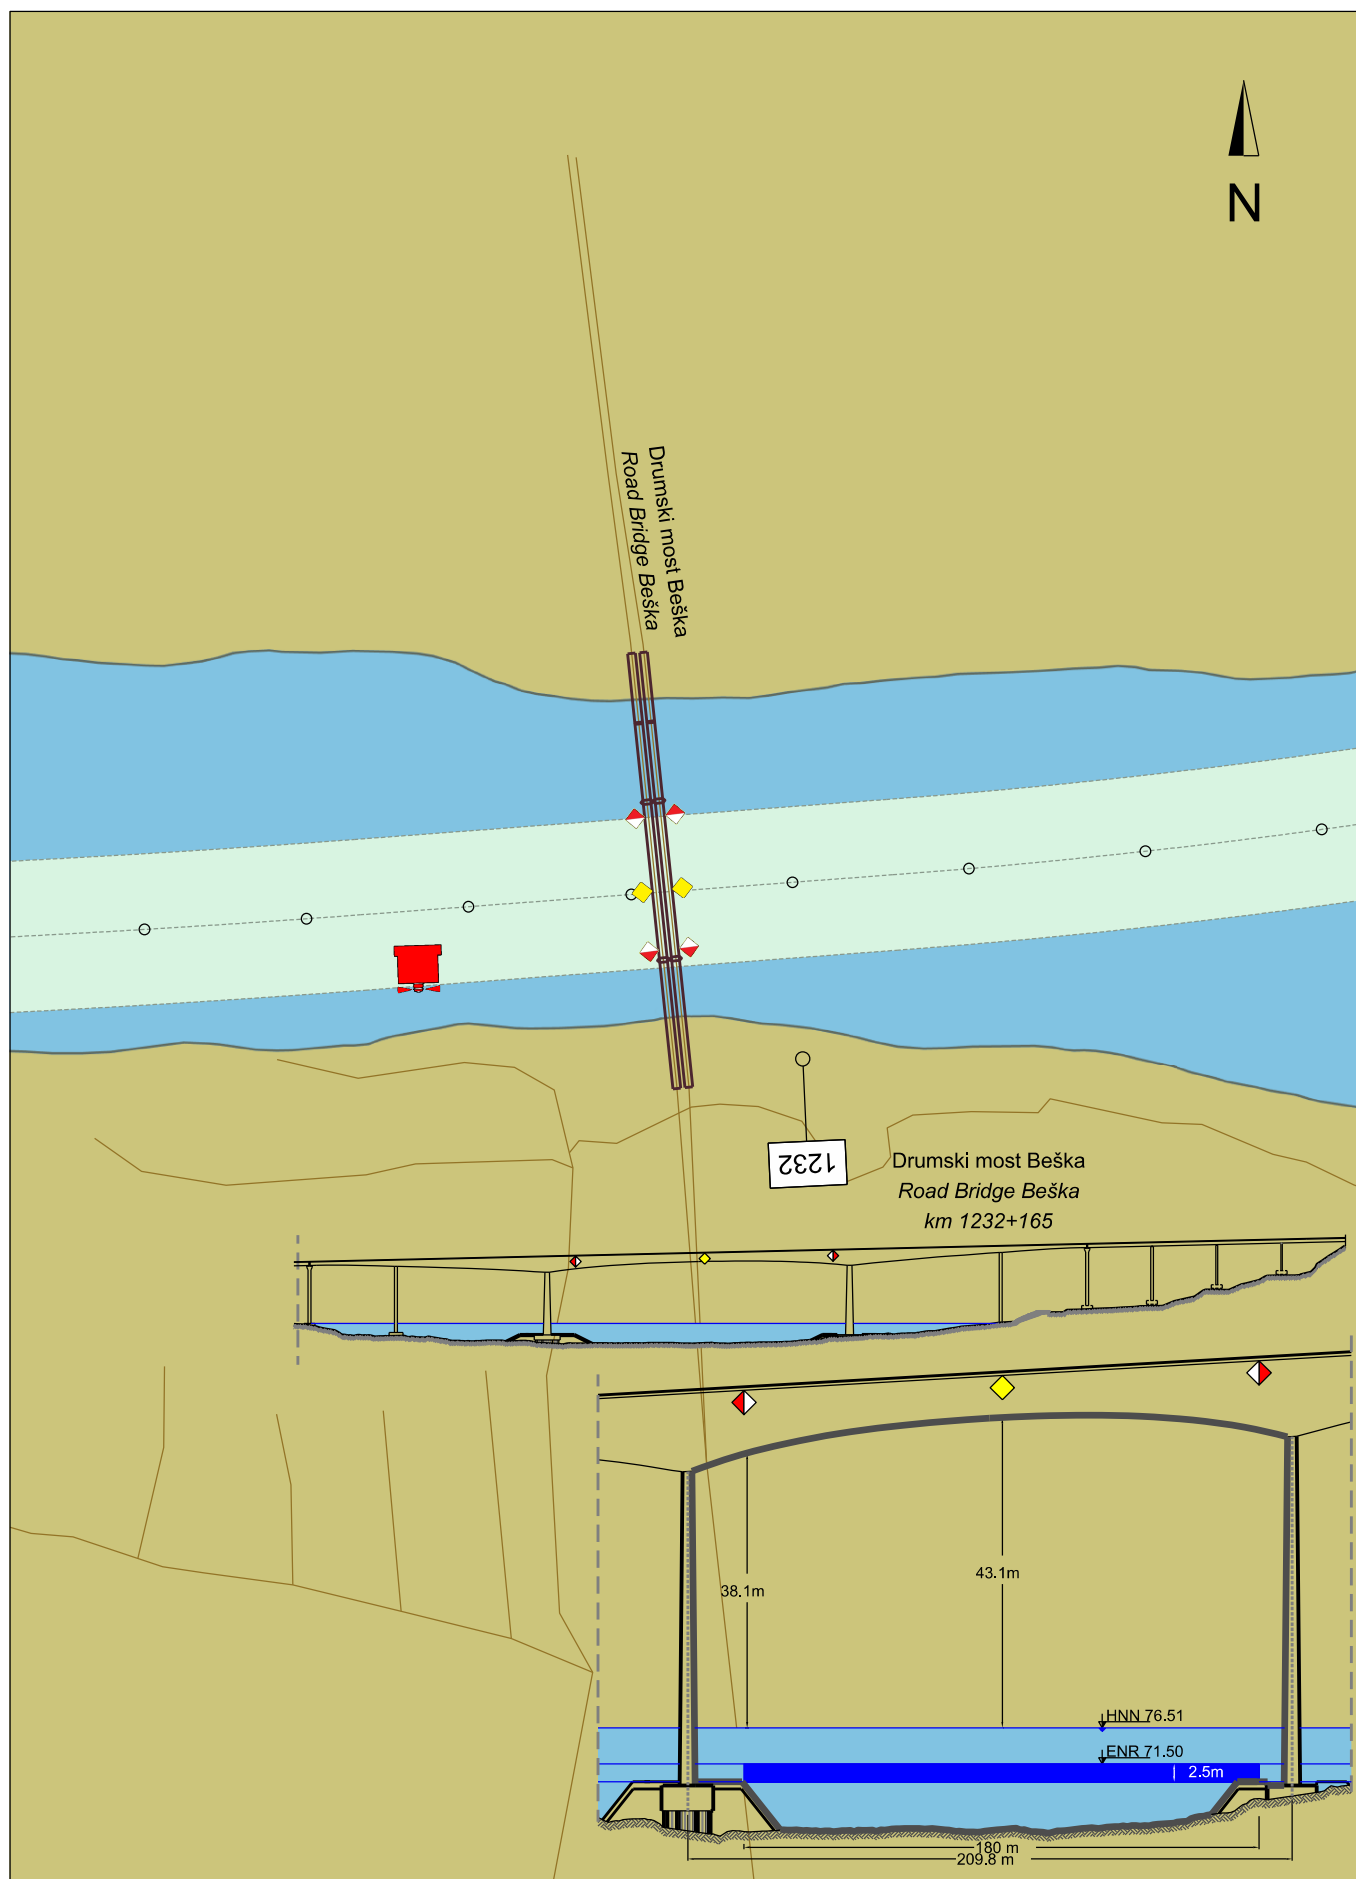 N
Drumski most Beška
Road Bridge Beška
1232
Drumski most Beška
Road Bridge Beška
km 1232+165
38.1m
43.1m
HNN 76.51
ENR 71.50
2.5m
180 m
209.8 m